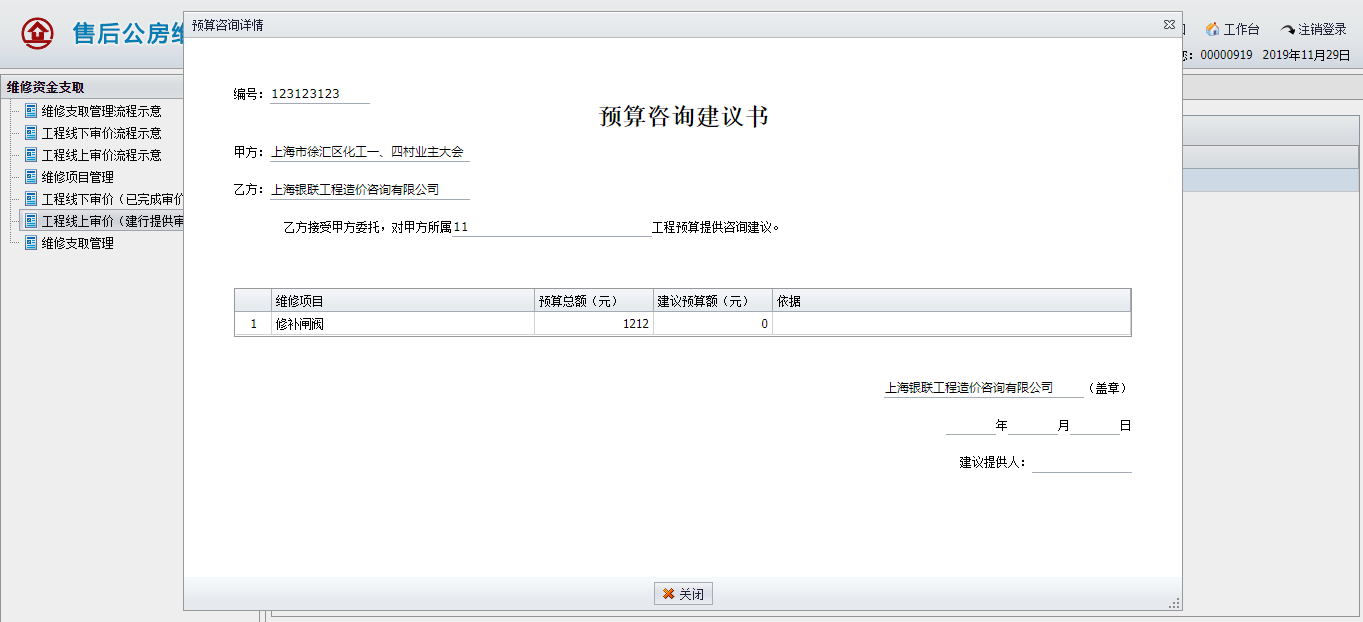 售后公房维
工作台 注销登录
00000919 2019年11月29日
维修资金支取
维修支取管理流程示意
工程线下审价流程示意
工程线上审价流程示意
维修项目管理
工程线下审价（已完成审价
工程线上审价（建行提供审
维修支取管理
预算咨询详情
编号：123123123
预算咨询建议书
甲方：上海市徐汇区化工一、四村业主大会
乙方：上海银联工程造价咨询有限公司
乙方接受甲方委托，对甲方所属11 工程预算提供咨询建议。
维修项目 预算总额（元） 建议预算额（元） 依据
1 修补闸阀 1212 0
上海银联工程造价咨询有限公司 （盖章）
年 月 日
建议提供人：
关闭